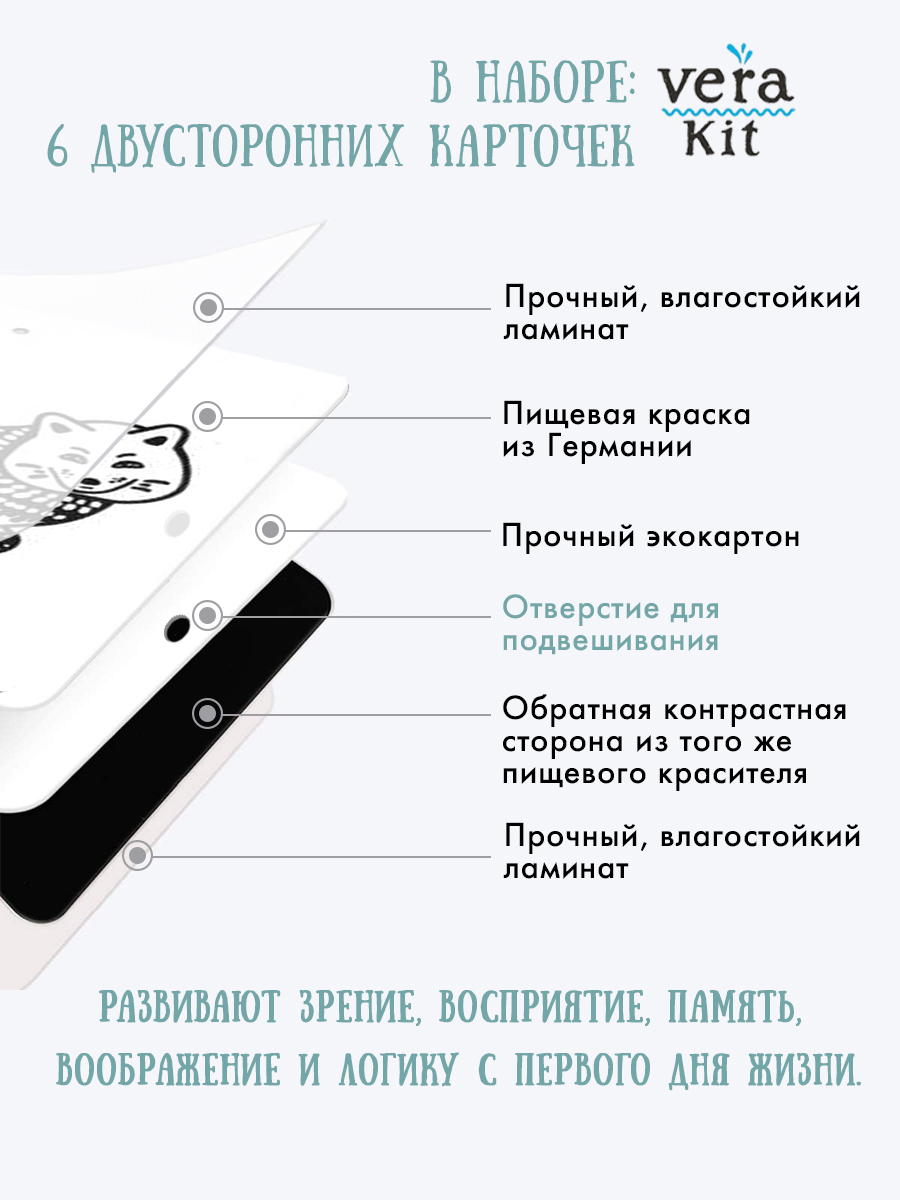 В НАБОРЕ:
6 ДВУСТОРОННИХ КАРТОЧЕК
vera
Kit
Прочный, влагостойкий
ламинат
Пищевая краска
из Германии
Прочный экокартон
Отверстие для
подвешивания
Обратная контрастная
сторона из того же
пищевого красителя
Прочный, влагостойкий
ламинат
РАЗВИВАЮТ ЗРЕНИЕ, ВОСПРИЯТИЕ, ПАМЯТЬ,
ВООБРАЖЕНИЕ И ЛОГИКУ С ПЕРВОГО ДНЯ ЖИЗНИ.